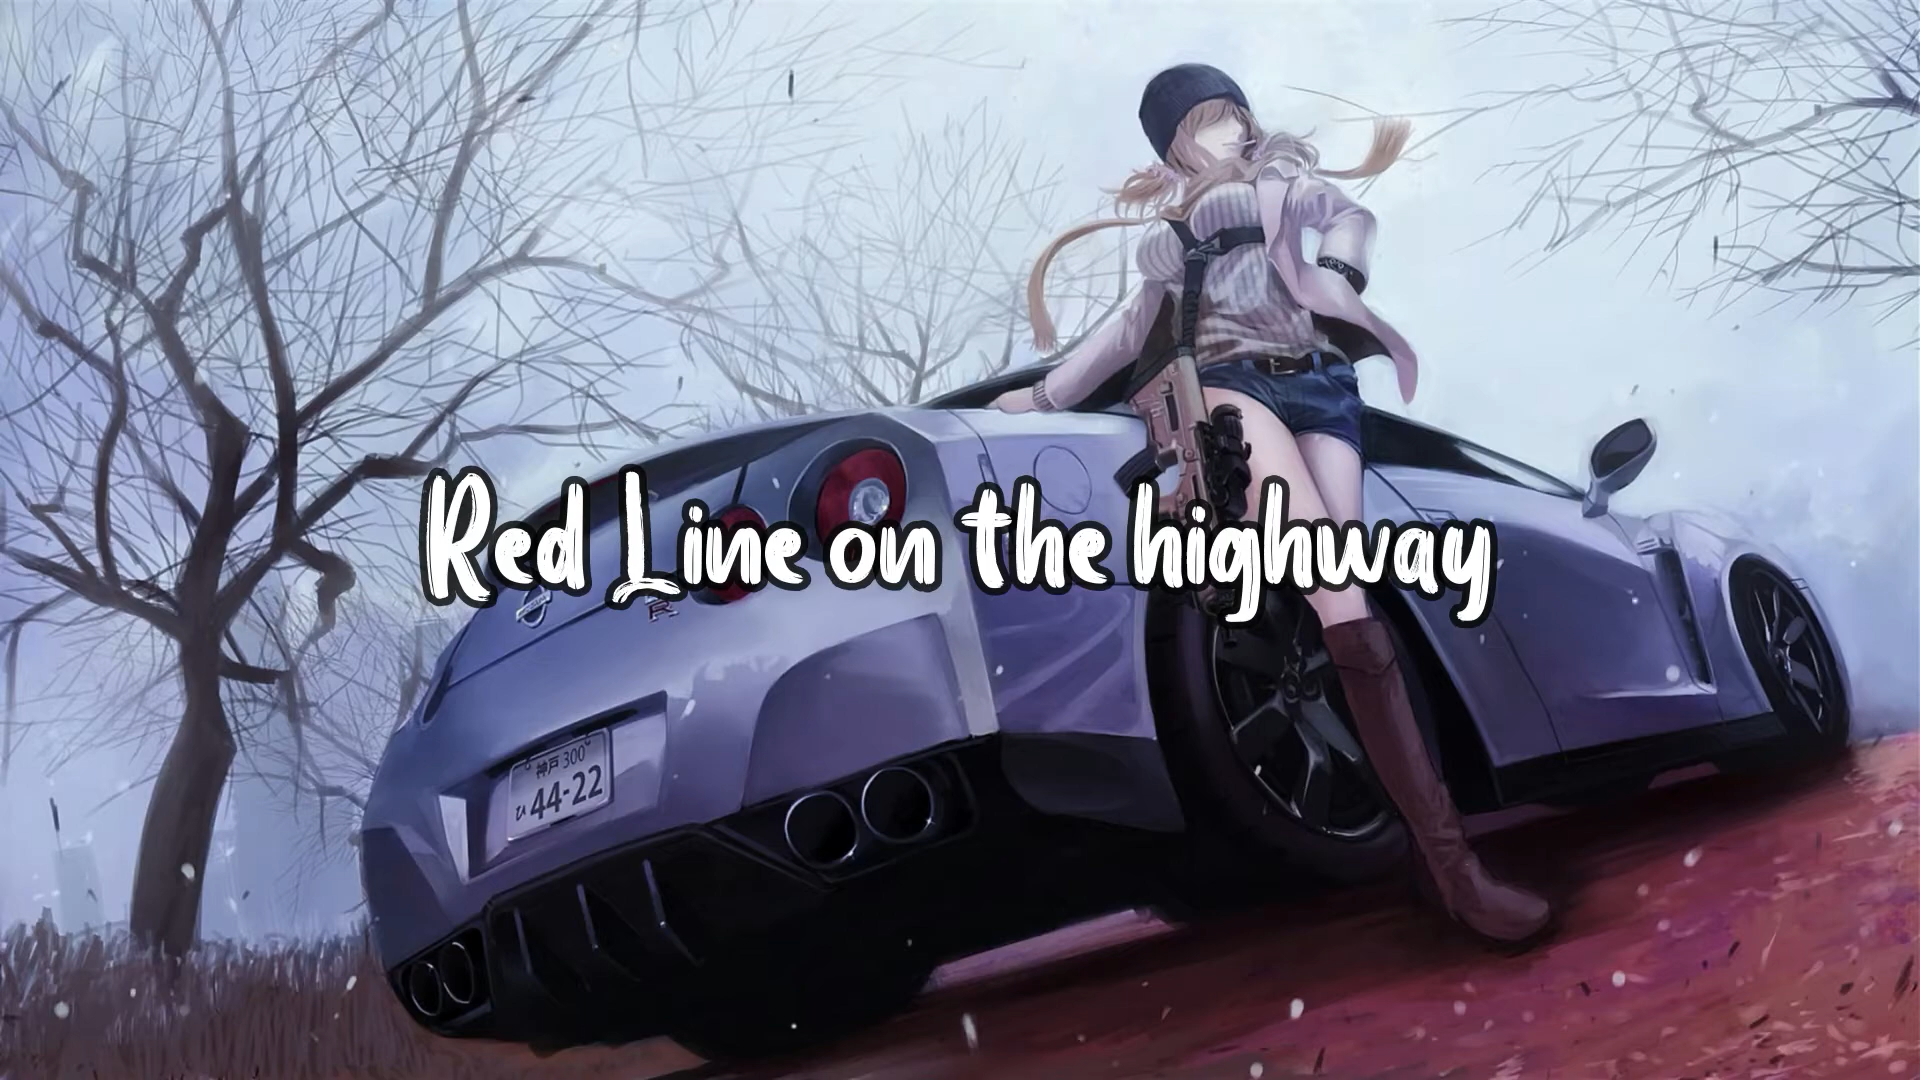 Red Line on the highway
R
神戸 300
ひ 44-22